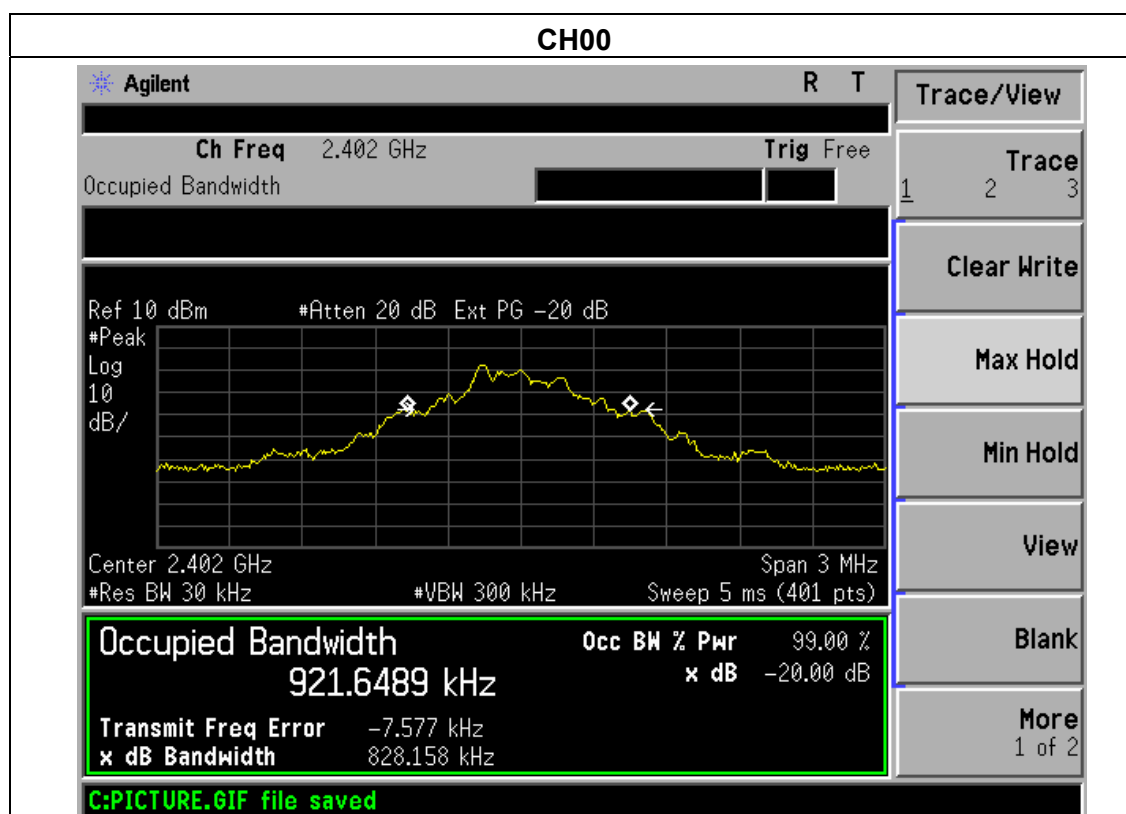 CH00
Agilent R T
Ch Freq 2.402 GHz Trig Free
Occupied Bandwidth
Ref 10 dBm #Atten 20 dB Ext PG -20 dB
#Peak
Log
10
dB/
Center 2.402 GHz Span 3 MHz
#Res BW 30 kHz #VBW 300 kHz Sweep 5 ms (401 pts)
Occupied Bandwidth Occ BW % Pwr 99.00 %
921.6489 kHz x dB -20.00 dB
Transmit Freq Error -7.577 kHz
x dB Bandwidth 828.158 kHz
C:PICTURE.GIF file saved
Trace/View
Trace
1 2 3
Clear Write
Max Hold
Min Hold
View
Blank
More
1 of 2